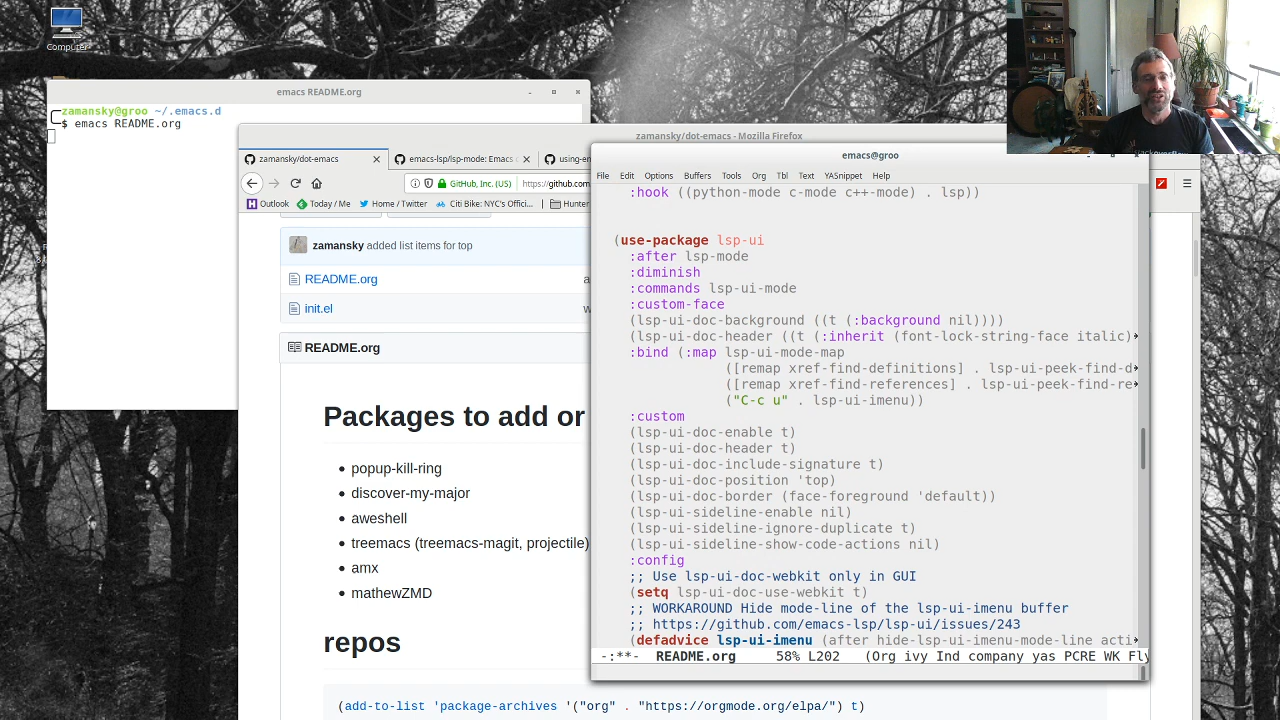 Computer
emacs README.org
zamansky@groo ~/.emacs.d
$ emacs README.org
zamansky/dot-emacs - Mozilla Firefox
zamansky/dot-emacs
emacs-lsp/lsp-mode: Emacs
using-en
GitHub, Inc. (US)
https://github.com
Outlook
Today / Me
Home / Twitter
Citi Bike: NYC's Offici...
Hunter
zamansky added list items for top
README.org
init.el
README.org
Packages to add or
popup-kill-ring
discover-my-major
aweshell
treemacs (treemacs-magit, projectile)
amx
mathewZMD
repos
(add-to-list 'package-archives '("org" . "https://orgmode.org/elpa/") t)
emacs@groo
File Edit Options Buffers Tools Org Tbl Text YASnippet Help
:hook ((python-mode c-mode c++-mode) . lsp))
(use-package lsp-ui
:after lsp-mode
:diminish
:commands lsp-ui-mode
:custom-face
(lsp-ui-doc-background ((t (:background nil))))
(lsp-ui-doc-header ((t (:inherit (font-lock-string-face italic)
:bind (:map lsp-ui-mode-map
([remap xref-find-definitions] . lsp-ui-peek-find-d
([remap xref-find-references] . lsp-ui-peek-find-re
("C-c u" . lsp-ui-imenu))
:custom
(lsp-ui-doc-enable t)
(lsp-ui-doc-header t)
(lsp-ui-doc-include-signature t)
(lsp-ui-doc-position 'top)
(lsp-ui-doc-border (face-foreground 'default))
(lsp-ui-sideline-enable nil)
(lsp-ui-sideline-ignore-duplicate t)
(lsp-ui-sideline-show-code-actions nil)
:config
;; Use lsp-ui-doc-webkit only in GUI
(setq lsp-ui-doc-use-webkit t)
;; WORKAROUND Hide mode-line of the lsp-ui-imenu buffer
;; https://github.com/emacs-lsp/lsp-ui/issues/243
(defadvice lsp-ui-imenu (after hide-lsp-ui-imenu-mode-line acti
-:**- README.org 58% L202 (Org ivy Ind company yas PCRE WK Fly